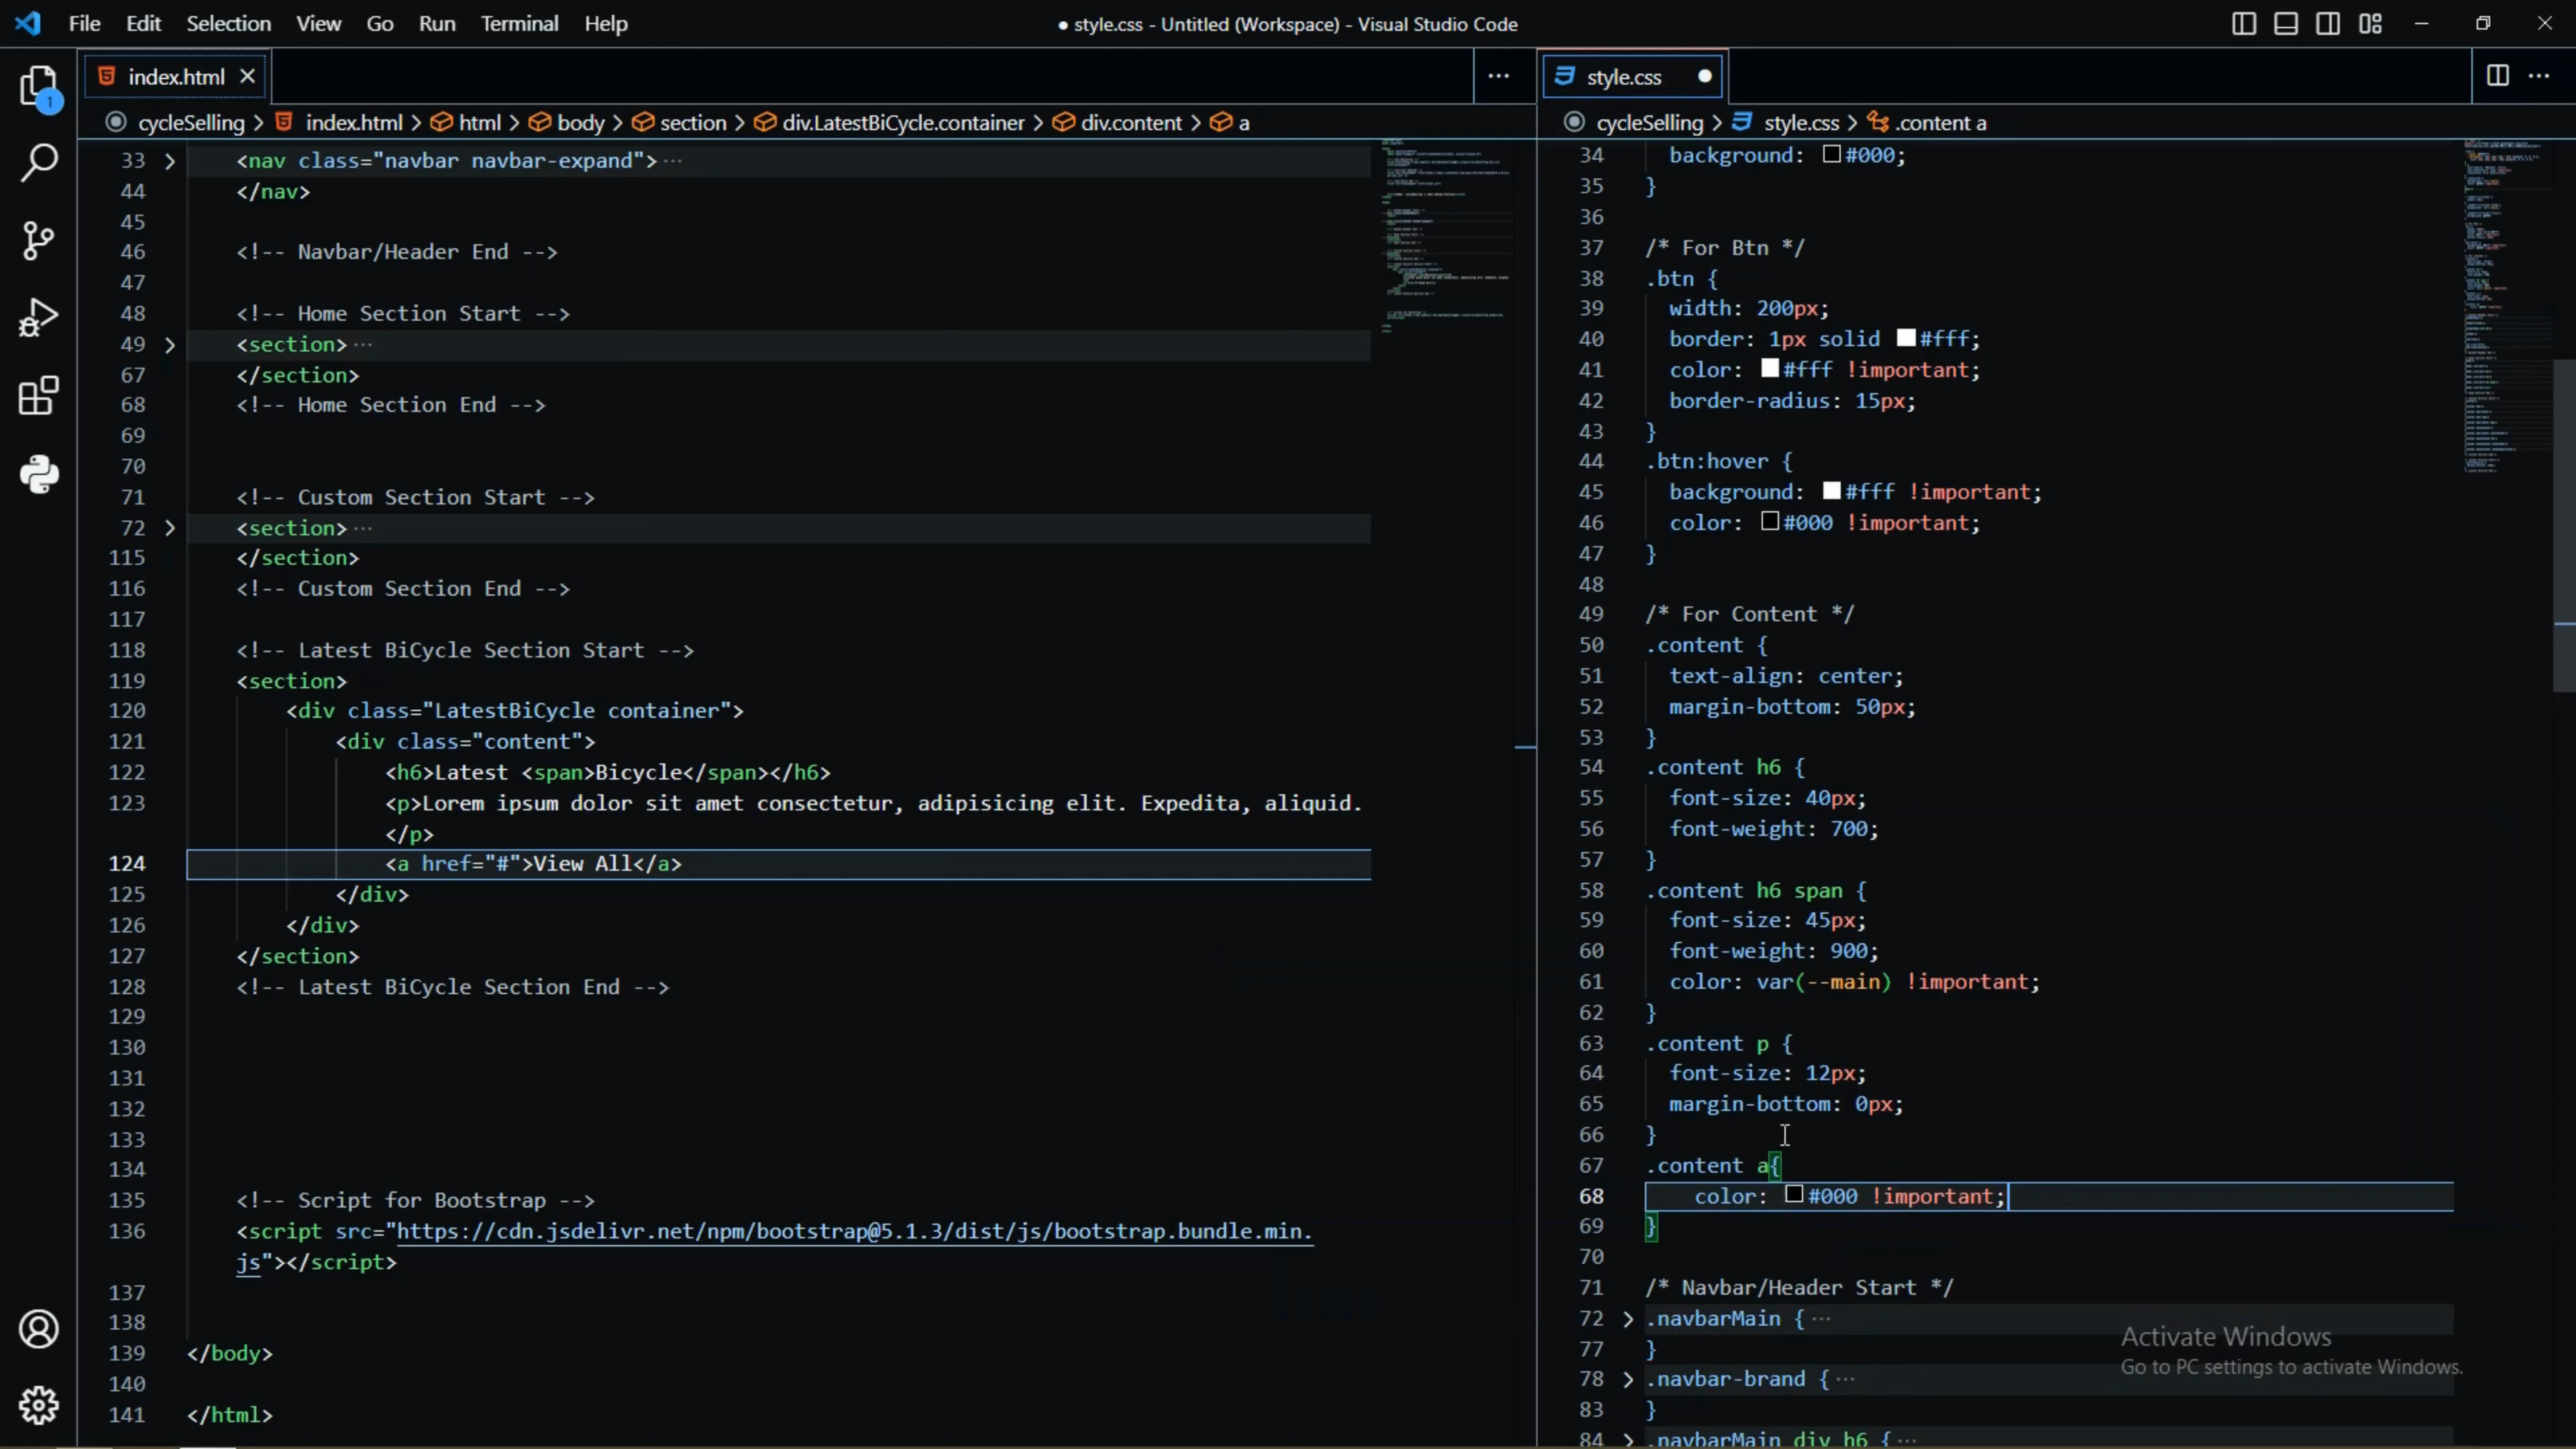 File Edit Selection View Go Run Terminal Help
● style.css - Untitled (Workspace) - Visual Studio Code
index.html
cycleSelling > index.html > html > body > section > div.LatestBiCycle.container > div.content > a
33 <nav class="navbar navbar-expand"> ···
44 </nav>
45
46 <!-- Navbar/Header End -->
47
48 <!-- Home Section Start -->
49 <section> ···
67 </section>
68 <!-- Home Section End -->
69
70
71 <!-- Custom Section Start -->
72 <section> ···
115 </section>
116 <!-- Custom Section End -->
117
118 <!-- Latest BiCycle Section Start -->
119 <section>
120 <div class="LatestBiCycle container">
121 <div class="content">
122 <h6>Latest <span>Bicycle</span></h6>
123 <p>Lorem ipsum dolor sit amet consectetur, adipisicing elit. Expedita, aliquid.
</p>
124 <a href="#">View All</a>
125 </div>
126 </div>
127 </section>
128 <!-- Latest BiCycle Section End -->
129
130
131
132
133
134
135 <!-- Script for Bootstrap -->
136 <script src="https://cdn.jsdelivr.net/npm/bootstrap@5.1.3/dist/js/bootstrap.bundle.min.
js"></script>
137
138
139 </body>
140
141 </html>
style.css
cycleSelling > style.css > .content a
34 background: #000;
35 }
36
37 /* For Btn */
38 .btn {
39 width: 200px;
40 border: 1px solid #fff;
41 color: #fff !important;
42 border-radius: 15px;
43 }
44 .btn:hover {
45 background: #fff !important;
46 color: #000 !important;
47 }
48
49 /* For Content */
50 .content {
51 text-align: center;
52 margin-bottom: 50px;
53 }
54 .content h6 {
55 font-size: 40px;
56 font-weight: 700;
57 }
58 .content h6 span {
59 font-size: 45px;
60 font-weight: 900;
61 color: var(--main) !important;
62 }
63 .content p {
64 font-size: 12px;
65 margin-bottom: 0px;
66 }
67 .content a{
68 color: #000 !important;
69 }
70
71 /* Navbar/Header Start */
72 .navbarMain { ···
77 }
78 .navbar-brand { ···
83 }
84 .navbarMain div h6 { ···
Activate Windows
Go to PC settings to activate Windows.
1